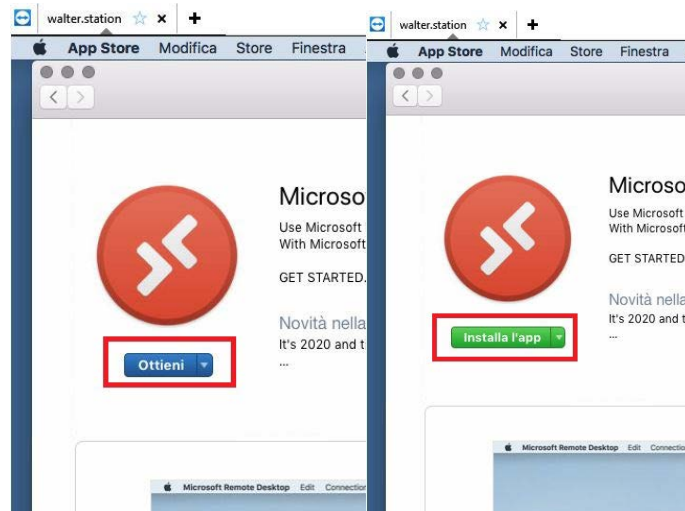 walter.station
App Store Modifica Store Finestra
Microso
Use Microsoft
With Microsoft
GET STARTED.
Novità nella
It's 2020 and t
...
Ottieni
Microsoft Remote Desktop Edit Connection
walter.station
App Store Modifica Store Finestra
Microso
Use Microsoft
With Microsoft
GET STARTED
Novità nella
It's 2020 and t
...
Installa l'app
Microsoft Remote Desktop Edit Connectio